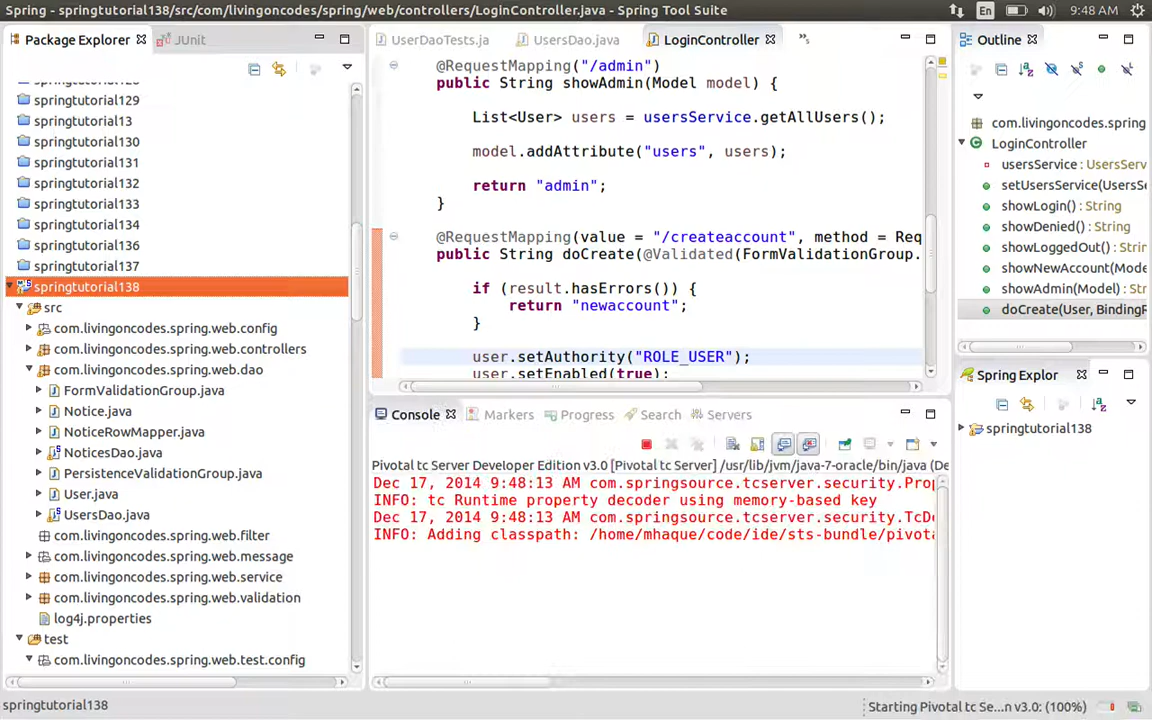 Spring - springtutorial138/src/com/livingoncodes/spring/web/controllers/LoginController.java - Spring Tool Suite
En
9:48 AM
Package Explorer
JUnit
springtutorial129
springtutorial13
springtutorial130
springtutorial131
springtutorial132
springtutorial133
springtutorial134
springtutorial136
springtutorial137
springtutorial138
src
com.livingoncodes.spring.web.config
com.livingoncodes.spring.web.controllers
com.livingoncodes.spring.web.dao
FormValidationGroup.java
Notice.java
NoticeRowMapper.java
NoticesDao.java
PersistenceValidationGroup.java
User.java
UsersDao.java
com.livingoncodes.spring.web.filter
com.livingoncodes.spring.web.message
com.livingoncodes.spring.web.service
com.livingoncodes.spring.web.validation
log4j.properties
test
com.livingoncodes.spring.web.test.config
UserDaoTests.ja
UsersDao.java
LoginController
@RequestMapping("/admin")
public String showAdmin(Model model) {
List<User> users = usersService.getAllUsers();
model.addAttribute("users", users);
return "admin";
}
@RequestMapping(value = "/createaccount", method = Req
public String doCreate(@Validated(FormValidationGroup.
if (result.hasErrors()) {
return "newaccount";
}
user.setAuthority("ROLE_USER");
user.setEnabled(true);
Console
Markers
Progress
Search
Servers
Pivotal tc Server Developer Edition v3.0 [Pivotal tc Server] /usr/lib/jvm/java-7-oracle/bin/java (De
Dec 17, 2014 9:48:13 AM com.springsource.tcserver.security.Prop
INFO: tc Runtime property decoder using memory-based key
Dec 17, 2014 9:48:13 AM com.springsource.tcserver.security.TcDe
INFO: Adding classpath: /home/mhaque/code/ide/sts-bundle/pivota
Outline
com.livingoncodes.spring
LoginController
usersService : UsersServ
setUsersService(UsersSe
showLogin() : String
showDenied() : String
showLoggedOut() : Strin
showNewAccount(Mode
showAdmin(Model) : St
doCreate(User, BindingR
Spring Explor
springtutorial138
springtutorial138
Starting Pivotal tc Se...n v3.0: (100%)